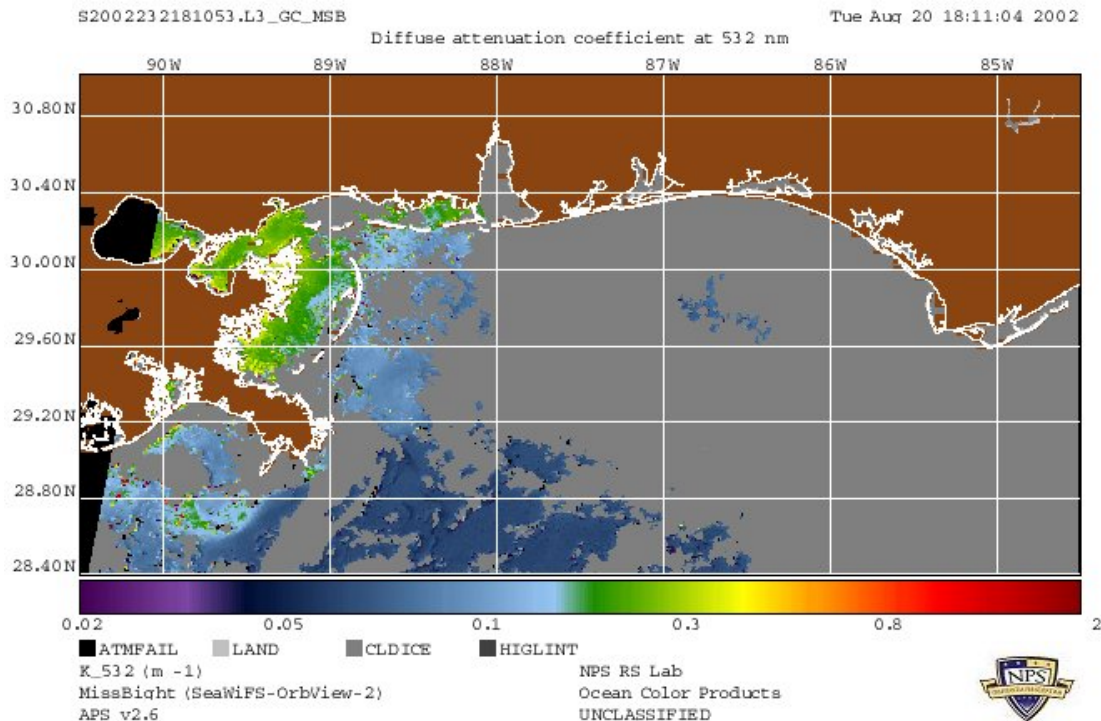 S2002232181053.L3_GC_MSB Tue Aug 20 18:11:04 2002
Diffuse attenuation coefficient at 532 nm
90W 89W 88W 87W 86W 85W
30.80N
30.40N
30.00N
29.60N
29.20N
28.80N
28.40N
0.02 0.05 0.1 0.3 0.8 2
ATMFAIL LAND CLDICE HIGLINT
K_532 (m -1) NPS RS Lab
MissBight (SeaWiFS-OrbView-2) Ocean Color Products
APS v2.6 UNCLASSIFIED
NPS